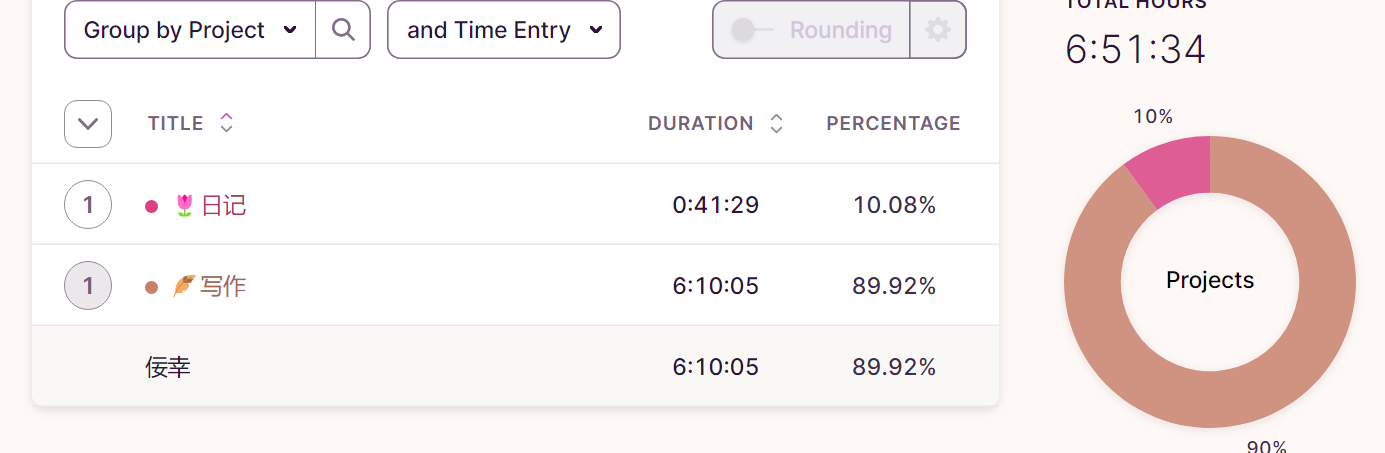 TOTAL HOURS
Group by Project
and Time Entry
Rounding
6:51:34
10%
TITLE
DURATION
PERCENTAGE
1 🌷日记 0:41:29 10.08%
1 🪶写作 6:10:05 89.92%
Projects
佞幸 6:10:05 89.92%
90%